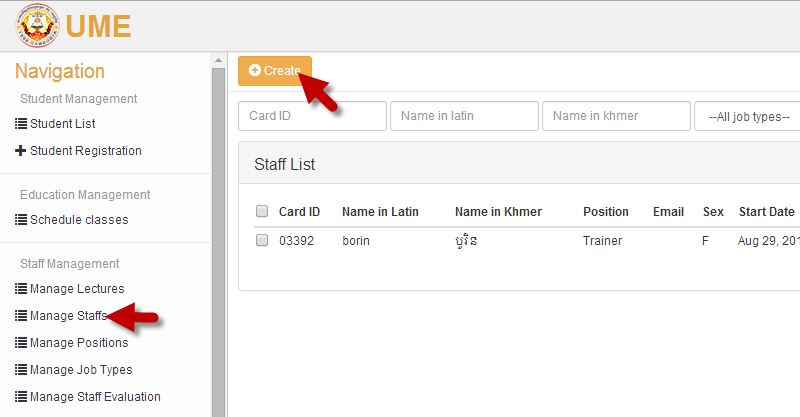 UME
Navigation
Student Management
Student List
Student Registration
Education Management
Schedule classes
Staff Management
Manage Lectures
Manage Staffs
Manage Positions
Manage Job Types
Manage Staff Evaluation
Create
Card ID Name in latin Name in khmer --All job types--
Staff List
Card ID Name in Latin Name in Khmer Position Email Sex Start Date
03392 borin បូរិន Trainer F Aug 29, 201